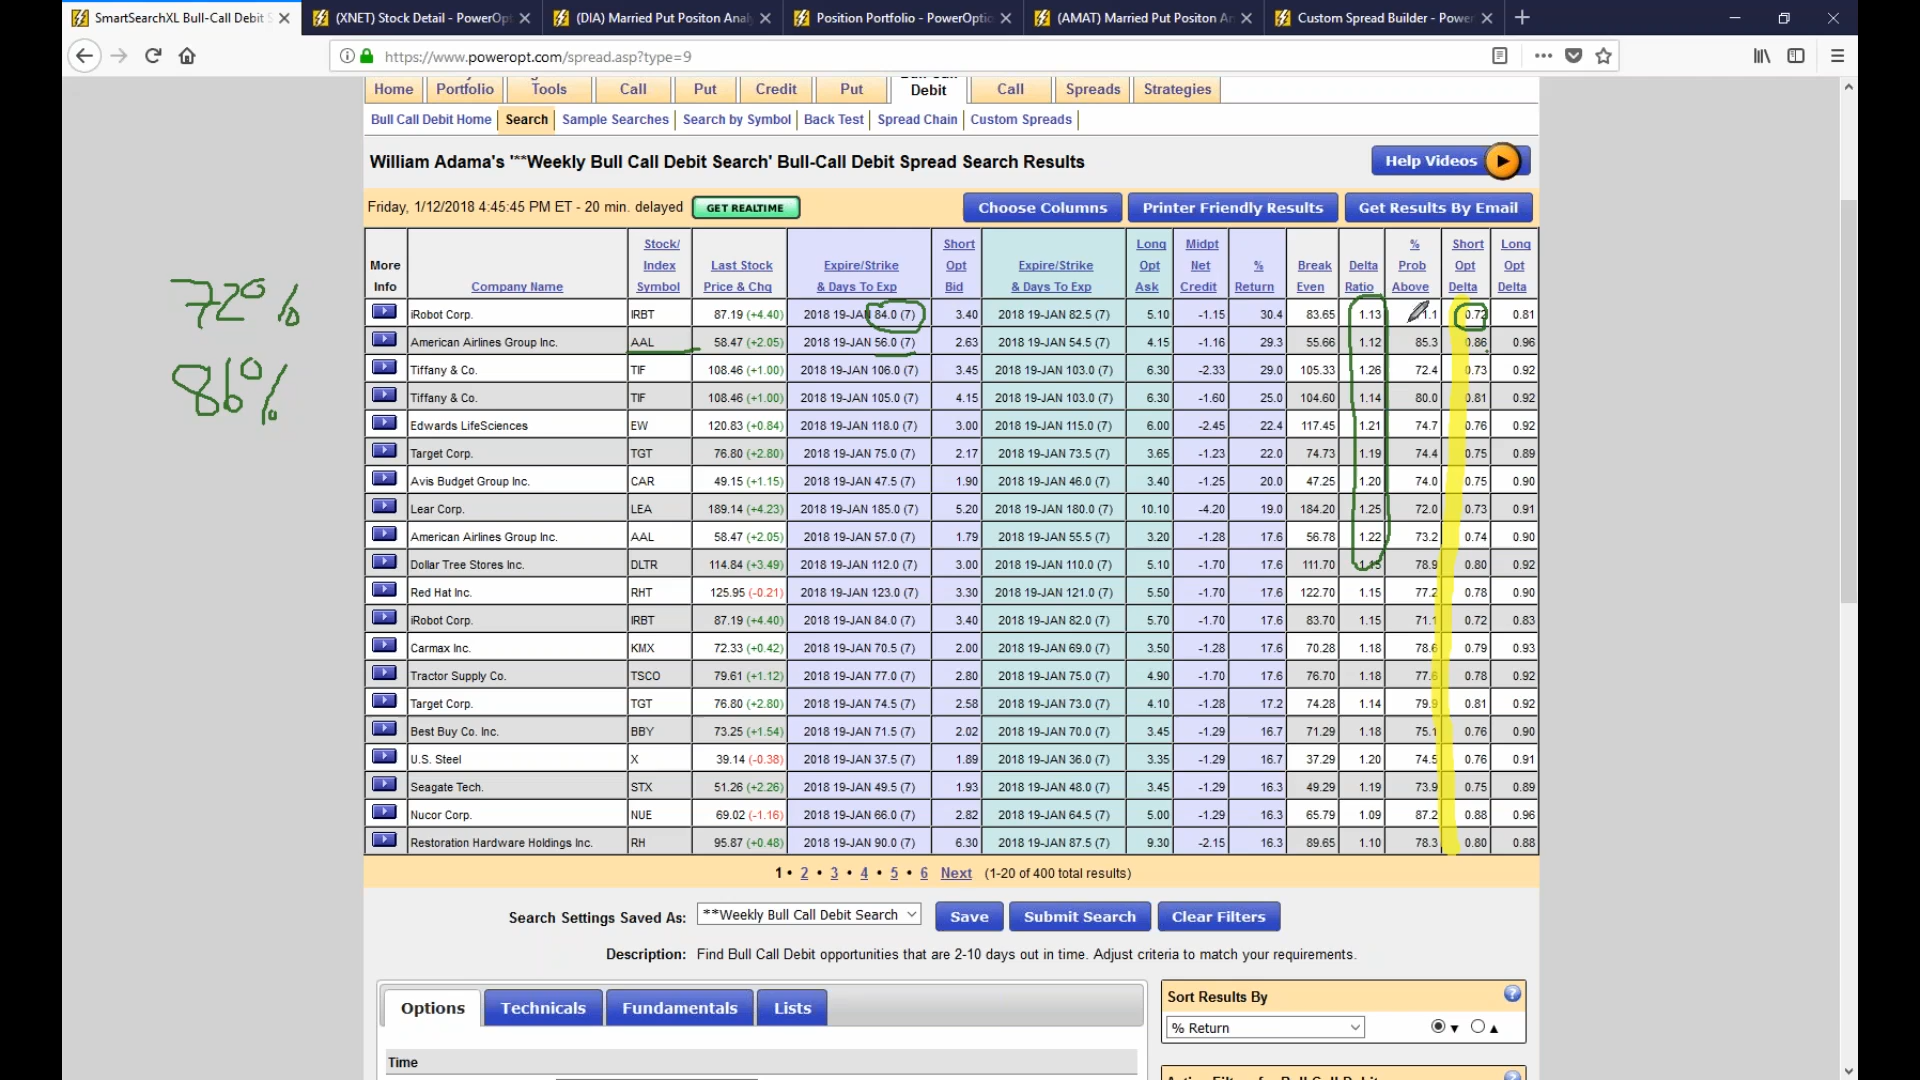 SmartSearchXL Bull-Call Debit S
(XNET) Stock Detail - PowerOpt
(DIA) Married Put Positon Anal
Position Portfolio - PowerOptio
(AMAT) Married Put Positon An
Custom Spread Builder - Power
https://www.poweropt.com/spread.asp?type=9
Home Portfolio Tools Call Put Credit Put Debit Call Spreads Strategies
Bull Call Debit Home Search Sample Searches Search by Symbol Back Test Spread Chain Custom Spreads
William Adama's '**Weekly Bull Call Debit Search' Bull-Call Debit Spread Search Results
Help Videos
Friday, 1/12/2018 4:45:45 PM ET - 20 min. delayed GET REALTIME Choose Columns Printer Friendly Results Get Results By Email
More Info Company Name Stock/ Index Symbol Last Stock Price & Chg Expire/Strike & Days To Exp Short Opt Bid Expire/Strike & Days To Exp Long Opt Ask Midpt Net Credit % Return Break Even Delta Ratio % Prob Above Short Opt Delta Long Opt Delta
iRobot Corp. IRBT 87.19 (+4.40) 2018 19-JAN 84.0 (7) 3.40 2018 19-JAN 82.5 (7) 5.10 -1.15 30.4 83.65 1.13 0.72 0.81
American Airlines Group Inc. AAL 58.47 (+2.05) 2018 19-JAN 56.0 (7) 2.63 2018 19-JAN 54.5 (7) 4.15 -1.16 29.3 55.66 1.12 85.3 0.86 0.96
Tiffany & Co. TIF 108.46 (+1.00) 2018 19-JAN 106.0 (7) 3.45 2018 19-JAN 103.0 (7) 6.30 -2.33 29.0 105.33 1.26 72.4 0.73 0.92
Tiffany & Co. TIF 108.46 (+1.00) 2018 19-JAN 105.0 (7) 4.15 2018 19-JAN 103.0 (7) 6.30 -1.60 25.0 104.60 1.14 80.0 0.81 0.92
Edwards LifeSciences EW 120.83 (+0.84) 2018 19-JAN 118.0 (7) 3.00 2018 19-JAN 115.0 (7) 6.00 -2.45 22.4 117.45 1.21 74.7 0.76 0.92
Target Corp. TGT 76.80 (+2.80) 2018 19-JAN 75.0 (7) 2.17 2018 19-JAN 73.5 (7) 3.65 -1.23 22.0 74.73 1.19 74.4 0.75 0.89
Avis Budget Group Inc. CAR 49.15 (+1.15) 2018 19-JAN 47.5 (7) 1.90 2018 19-JAN 46.0 (7) 3.40 -1.25 20.0 47.25 1.20 74.0 0.75 0.90
Lear Corp. LEA 189.14 (+4.23) 2018 19-JAN 185.0 (7) 5.20 2018 19-JAN 180.0 (7) 10.10 -4.20 19.0 184.20 1.25 72.0 0.73 0.91
American Airlines Group Inc. AAL 58.47 (+2.05) 2018 19-JAN 57.0 (7) 1.79 2018 19-JAN 55.5 (7) 3.20 -1.28 17.6 56.78 1.22 73.2 0.74 0.90
Dollar Tree Stores Inc. DLTR 114.84 (+3.49) 2018 19-JAN 112.0 (7) 3.00 2018 19-JAN 110.0 (7) 5.10 -1.70 17.6 111.70 1.15 78.9 0.80 0.92
Red Hat Inc. RHT 125.95 (-0.21) 2018 19-JAN 123.0 (7) 3.30 2018 19-JAN 121.0 (7) 5.50 -1.70 17.6 122.70 1.15 77.2 0.78 0.90
iRobot Corp. IRBT 87.19 (+4.40) 2018 19-JAN 84.0 (7) 3.40 2018 19-JAN 82.0 (7) 5.70 -1.70 17.6 83.70 1.15 71.1 0.72 0.83
Carmax Inc. KMX 72.33 (+0.42) 2018 19-JAN 70.5 (7) 2.00 2018 19-JAN 69.0 (7) 3.50 -1.28 17.6 70.28 1.18 78.6 0.79 0.93
Tractor Supply Co. TSCO 79.61 (+1.12) 2018 19-JAN 77.0 (7) 2.80 2018 19-JAN 75.0 (7) 4.90 -1.70 17.6 76.70 1.18 77.6 0.78 0.92
Target Corp. TGT 76.80 (+2.80) 2018 19-JAN 74.5 (7) 2.58 2018 19-JAN 73.0 (7) 4.10 -1.28 17.2 74.28 1.14 79.9 0.81 0.92
Best Buy Co. Inc. BBY 73.25 (+1.54) 2018 19-JAN 71.5 (7) 2.02 2018 19-JAN 70.0 (7) 3.45 -1.29 16.7 71.29 1.18 75.1 0.76 0.90
U.S. Steel X 39.14 (-0.38) 2018 19-JAN 37.5 (7) 1.89 2018 19-JAN 36.0 (7) 3.35 -1.29 16.7 37.29 1.20 74.5 0.76 0.91
Seagate Tech. STX 51.26 (+2.26) 2018 19-JAN 49.5 (7) 1.93 2018 19-JAN 48.0 (7) 3.45 -1.29 16.3 49.29 1.19 73.9 0.75 0.89
Nucor Corp. NUE 69.02 (-1.16) 2018 19-JAN 66.0 (7) 2.82 2018 19-JAN 64.5 (7) 5.00 -1.29 16.3 65.79 1.09 87.2 0.88 0.96
Restoration Hardware Holdings Inc. RH 95.87 (+0.48) 2018 19-JAN 90.0 (7) 6.30 2018 19-JAN 87.5 (7) 9.30 -2.15 16.3 89.65 1.10 78.3 0.80 0.88
72%
86%
1 • 2 • 3 • 4 • 5 • 6 Next (1-20 of 400 total results)
Search Settings Saved As: **Weekly Bull Call Debit Search Save Submit Search Clear Filters
Description: Find Bull Call Debit opportunities that are 2-10 days out in time. Adjust criteria to match your requirements.
Options Technicals Fundamentals Lists
Sort Results By
% Return
Time